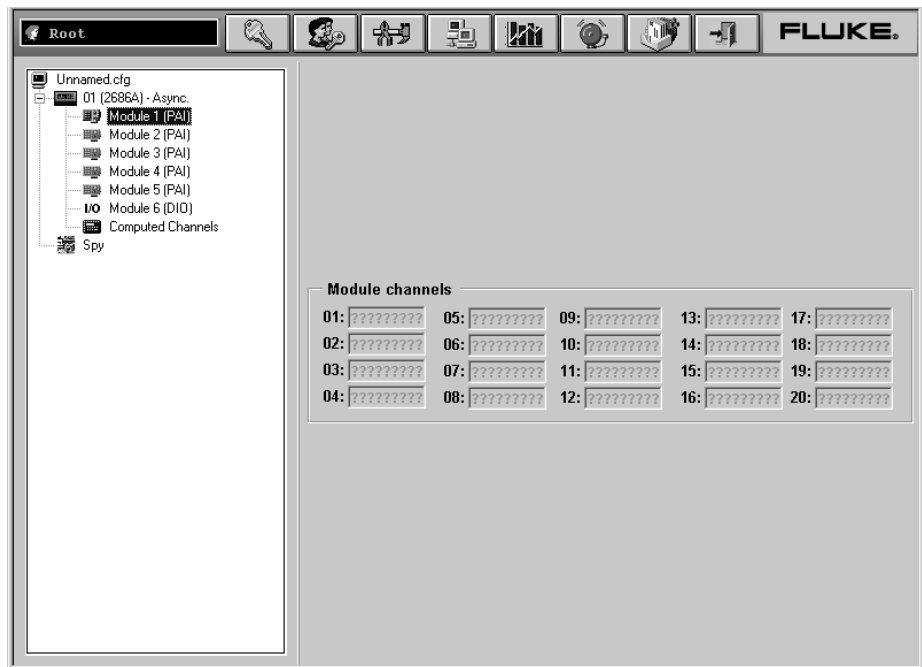 Root
FLUKE®
Unnamed.cfg
01 (2686A) - Async.
Module 1 (PAI)
Module 2 (PAI)
Module 3 (PAI)
Module 4 (PAI)
Module 5 (PAI)
I/O Module 6 (DIO)
Computed Channels
Spy
Module channels
01: ????????? 05: ????????? 09: ????????? 13: ????????? 17: ?????????
02: ????????? 06: ????????? 10: ????????? 14: ????????? 18: ?????????
03: ????????? 07: ????????? 11: ????????? 15: ????????? 19: ?????????
04: ????????? 08: ????????? 12: ????????? 16: ????????? 20: ?????????